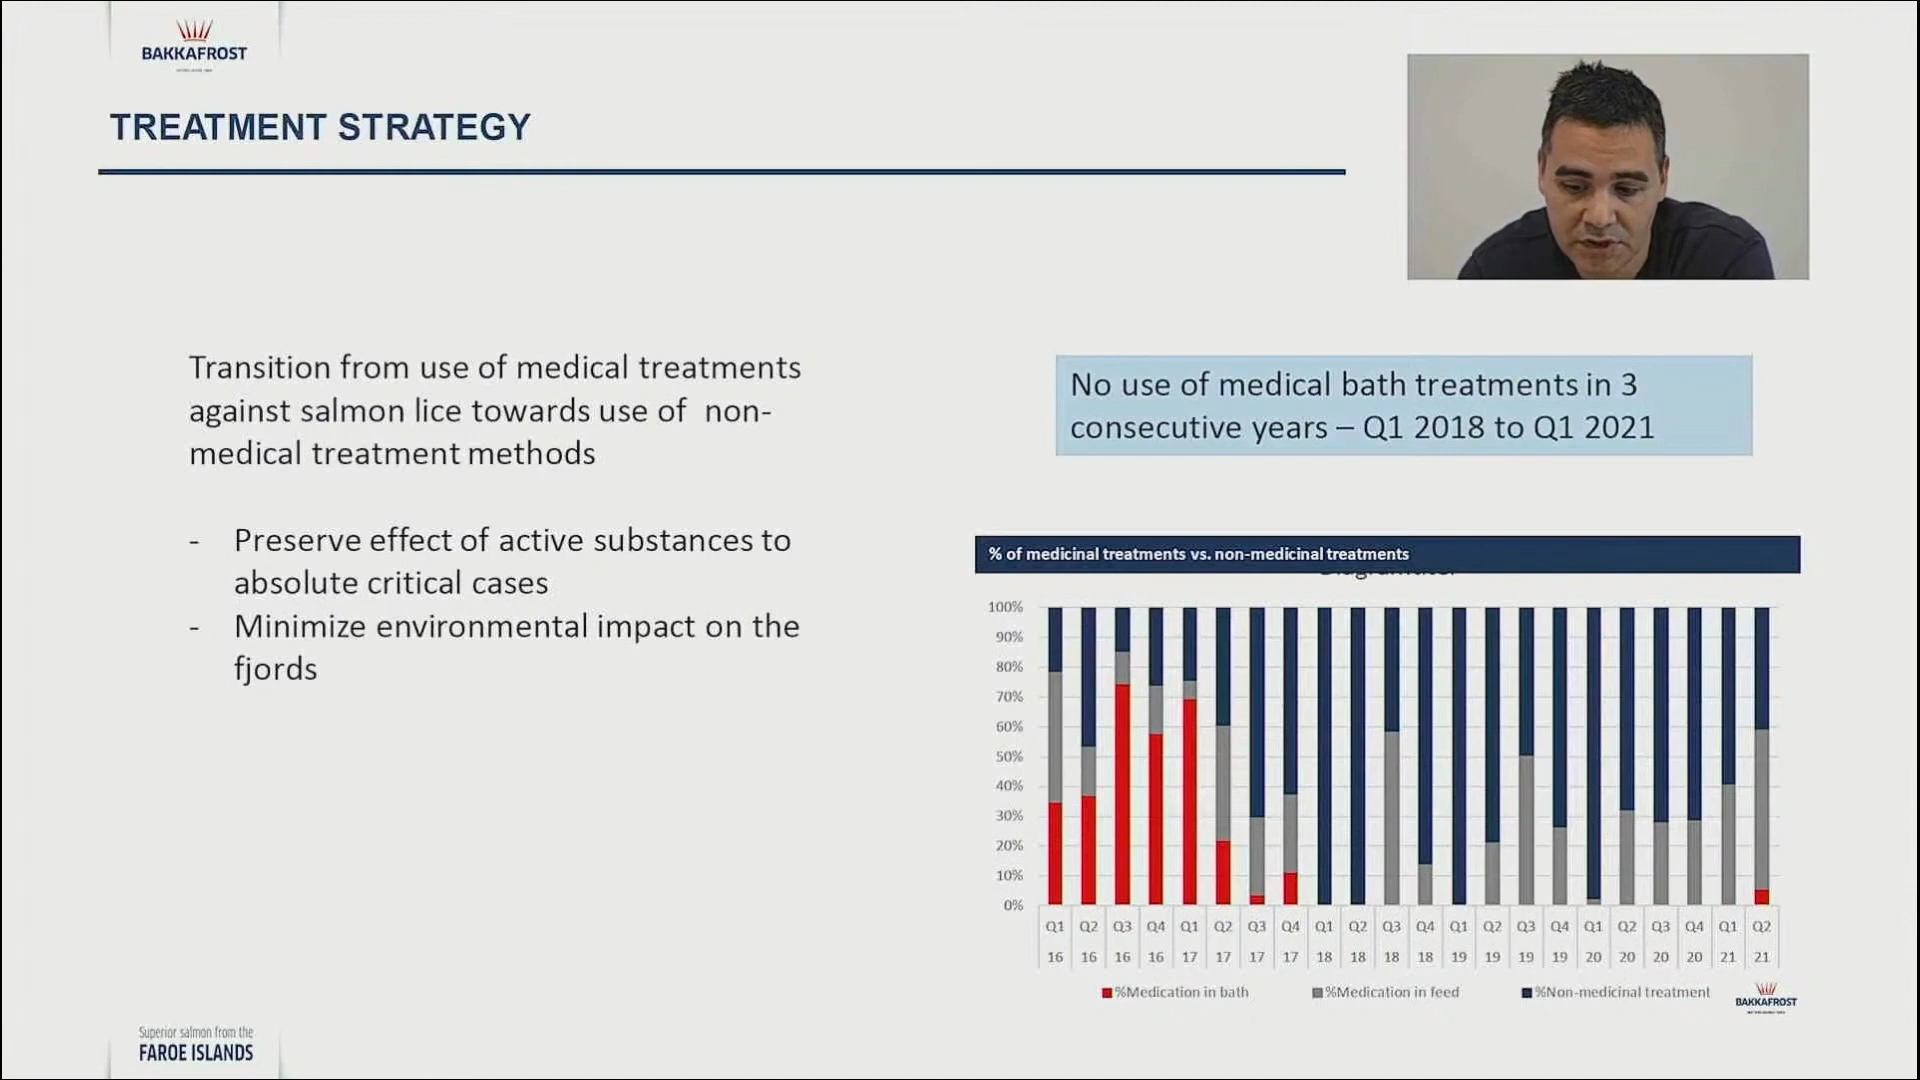 BAKKAFROST
TREATMENT STRATEGY
Transition from use of medical treatments
against salmon lice towards use of non-
medical treatment methods
- Preserve effect of active substances to
absolute critical cases
- Minimize environmental impact on the
fjords
No use of medical bath treatments in 3
consecutive years – Q1 2018 to Q1 2021
% of medicinal treatments vs. non-medicinal treatments
100%
90%
80%
70%
60%
50%
40%
30%
20%
10%
0%
Q1 Q2 Q3 Q4 Q1 Q2 Q3 Q4 Q1 Q2 Q3 Q4 Q1 Q2 Q3 Q4 Q1 Q2 Q3 Q4 Q1 Q2
16 16 16 16 17 17 17 17 18 18 18 18 19 19 19 19 20 20 20 20 21 21
%Medication in bath %Medication in feed %Non-medicinal treatment
BAKKAFROST
Superior salmon from the
FAROE ISLANDS